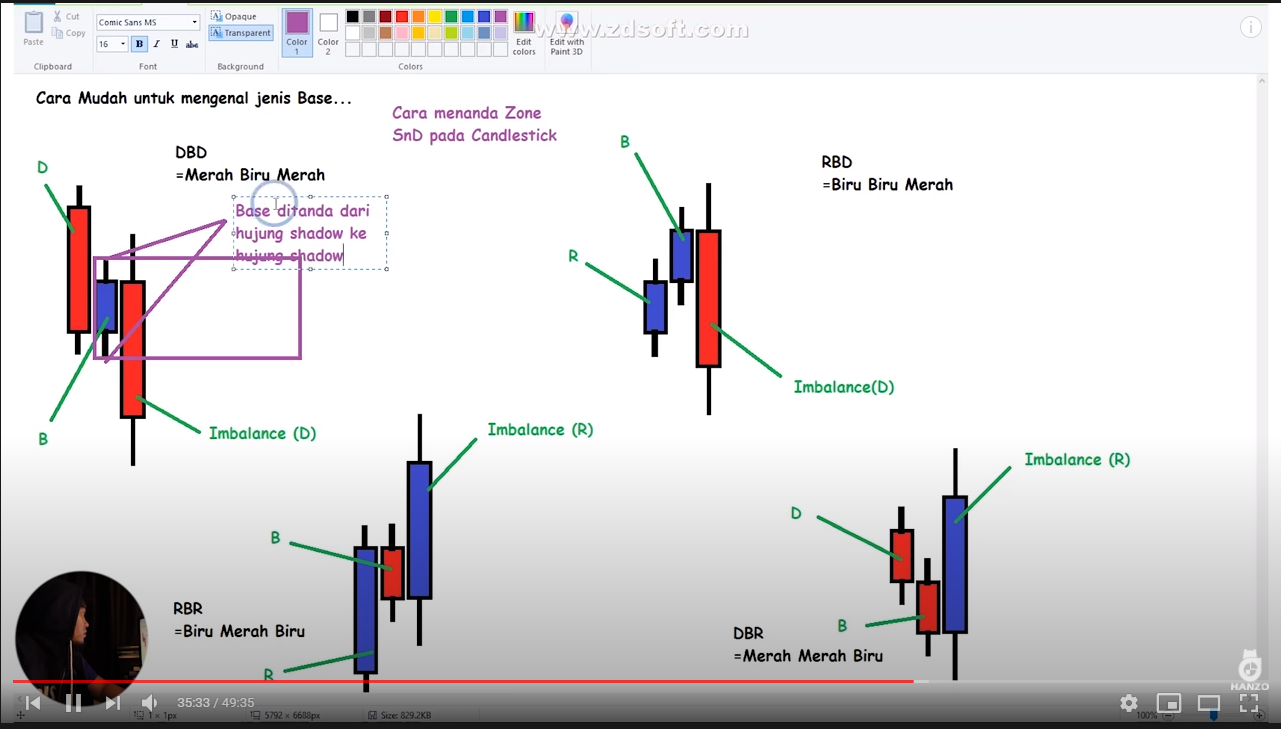 Cut
Copy
Paste
Clipboard
Comic Sans MS
16
B I U abc
Font
Opaque
Transparent
Background
Color 1
Color 2
Colors
Edit colors
Edit with Paint 3D
www.zdsoft.com
Cara Mudah untuk mengenal jenis Base...
Cara menanda Zone
SnD pada Candlestick
DBD
=Merah Biru Merah
D
Base ditanda dari
hujung shadow ke
hujung shadow
B
Imbalance (D)
B
RBD
=Biru Biru Merah
R
Imbalance(D)
Imbalance (R)
B
RBR
=Biru Merah Biru
R
Imbalance (R)
D
B
DBR
=Merah Merah Biru
HANZO
35:33 / 49:35
1 × 1px
5792 × 6688px
Size: 829.2KB
100%